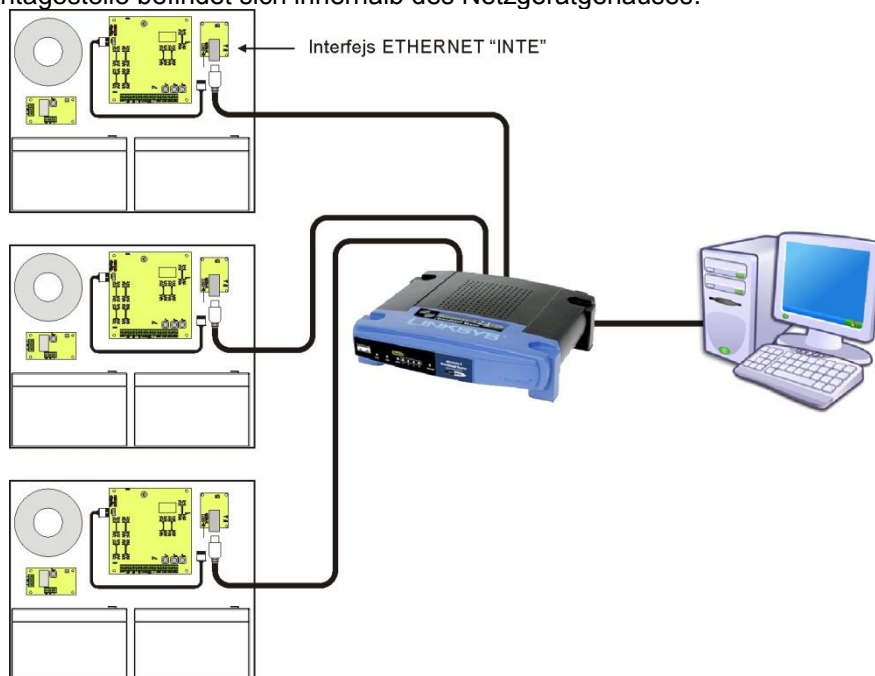 ntagestelle befindet sich innerhalb des Netzgerätgehäuses.
Interfejs ETHERNET “INTE”
LINKSYS